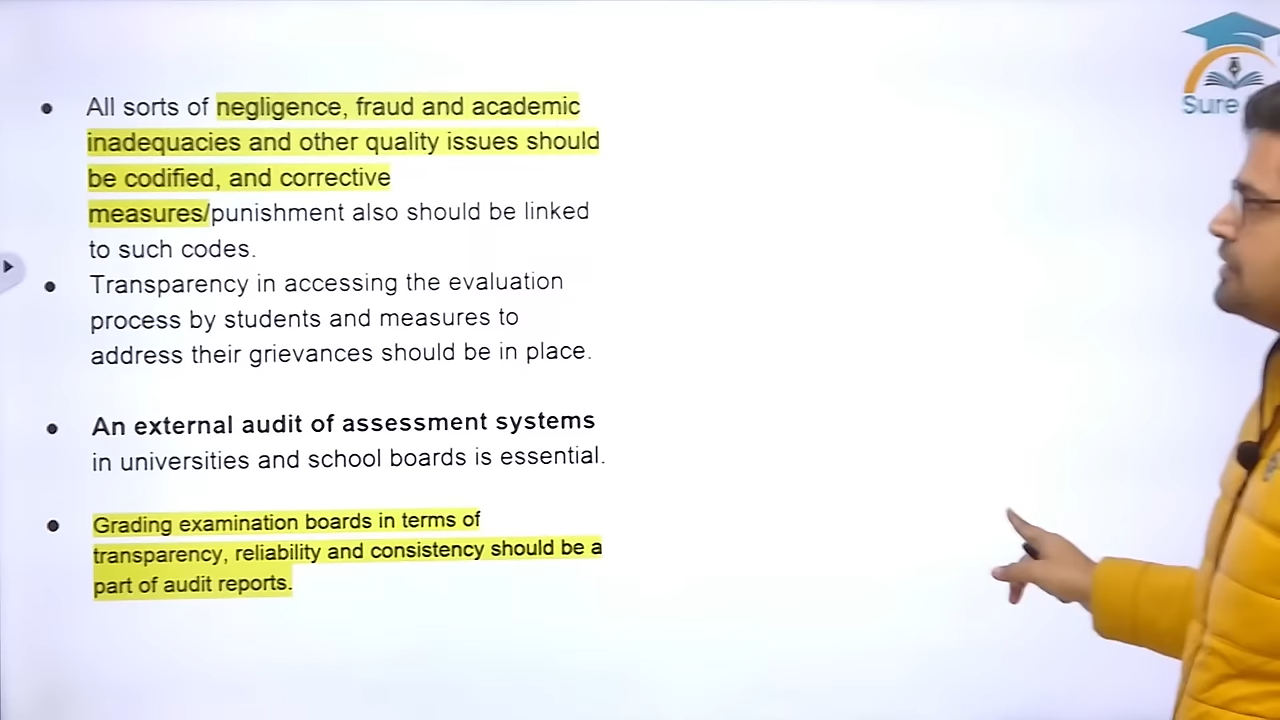 Sure
● All sorts of negligence, fraud and academic
inadequacies and other quality issues should
be codified, and corrective
measures/punishment also should be linked
to such codes.
● Transparency in accessing the evaluation
process by students and measures to
address their grievances should be in place.
● An external audit of assessment systems
in universities and school boards is essential.
● Grading examination boards in terms of
transparency, reliability and consistency should be a
part of audit reports.